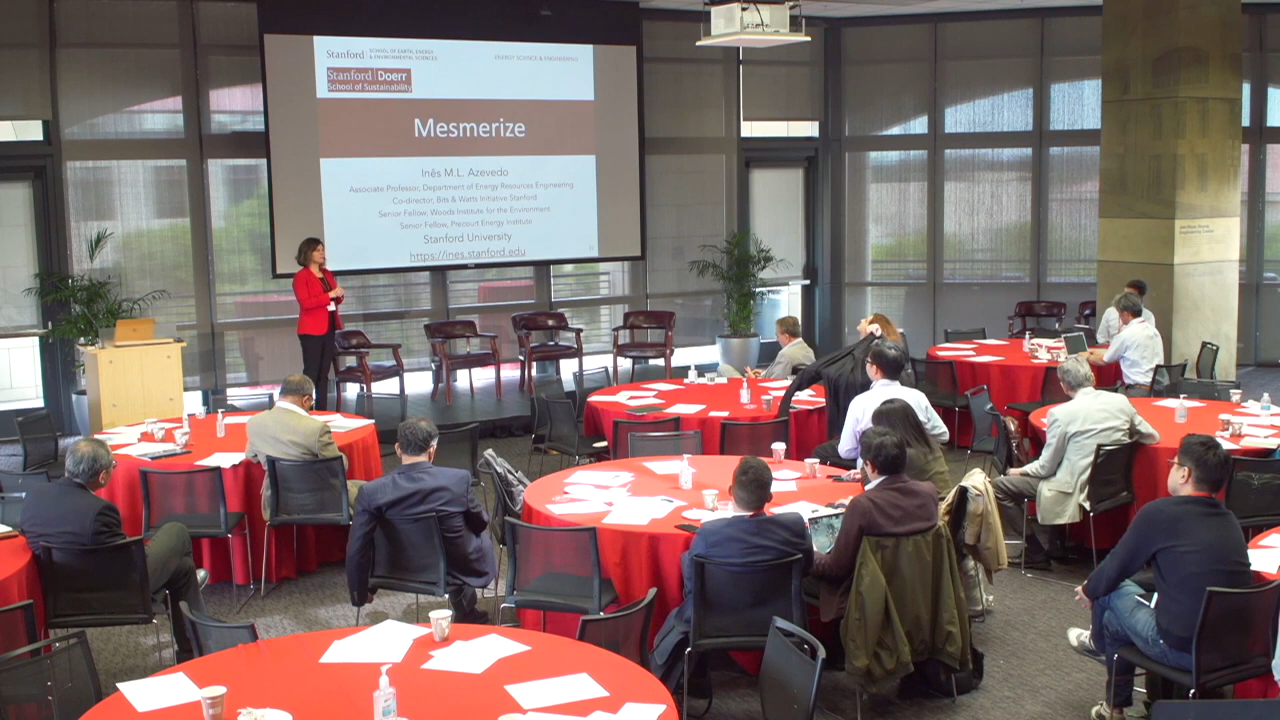 Stanford
SCHOOL OF EARTH, ENERGY
& ENVIRONMENTAL SCIENCES
ENERGY SCIENCE & ENGINEERING
Stanford Doerr
School of Sustainability
Mesmerize
Inês M.L. Azevedo
Associate Professor, Department of Energy Resources Engineering
Co-director, Bits & Watts Initiative Stanford
Senior Fellow, Woods Institute for the Environment
Senior Fellow, Precourt Energy Institute
Stanford University
https://ines.stanford.edu
Engineering Center